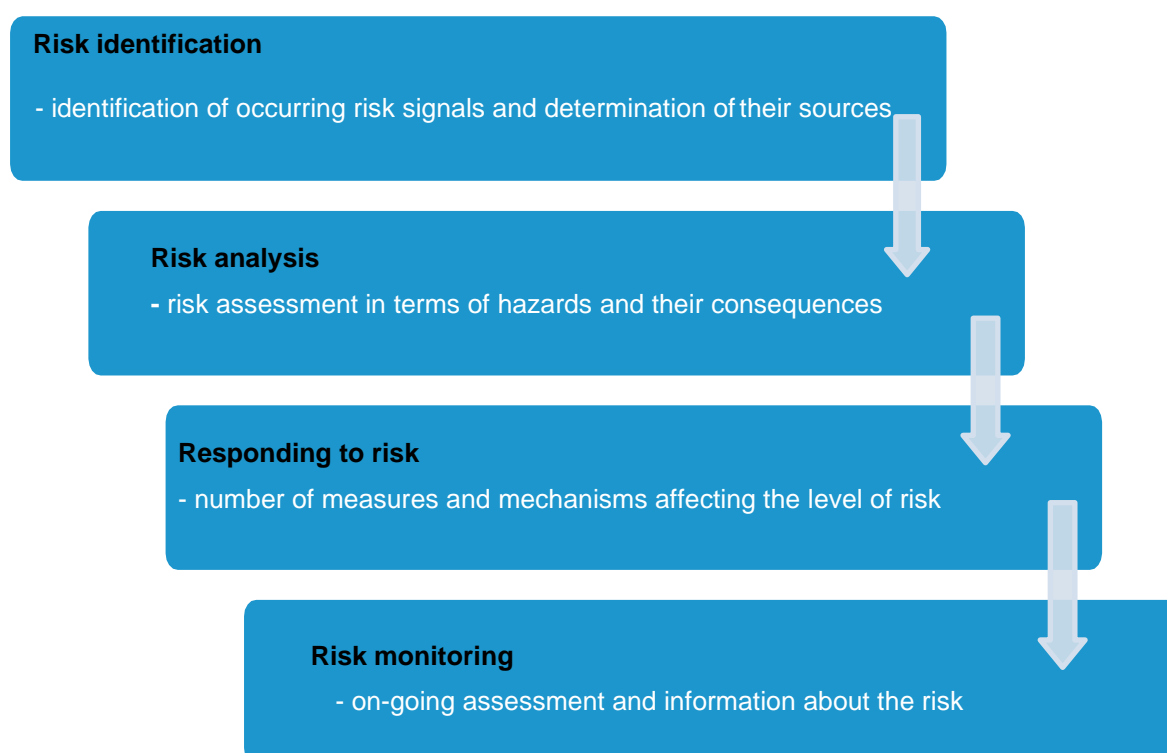 Risk identification
- identification of occurring risk signals and determination of their sources
Risk analysis
- risk assessment in terms of hazards and their consequences
Responding to risk
- number of measures and mechanisms affecting the level of risk
Risk monitoring
- on-going assessment and information about the risk